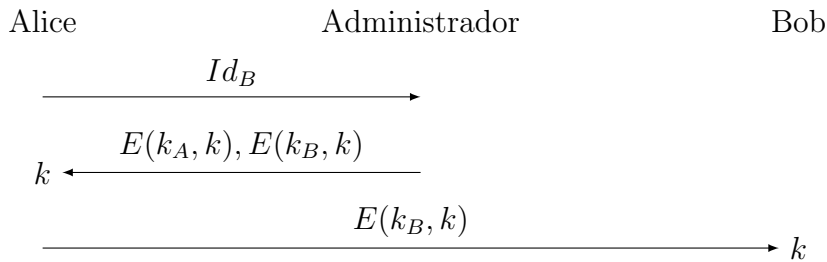 Alice Administrador Bob
Id_B
E(k_A, k), E(k_B, k)
k
E(k_B, k)
k